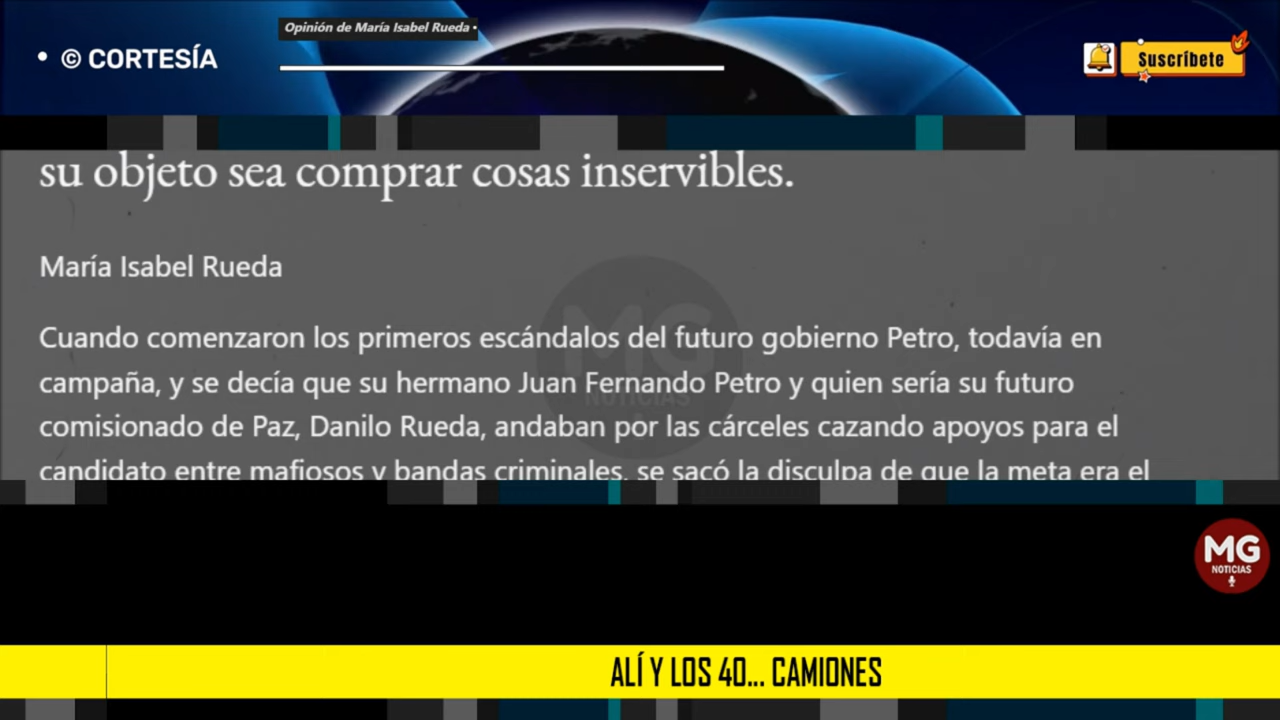 Opinión de María Isabel Rueda •
• © CORTESÍA
Suscríbete
su objeto sea comprar cosas inservibles.
María Isabel Rueda
Cuando comenzaron los primeros escándalos del futuro gobierno Petro, todavía en
campaña, y se decía que su hermano Juan Fernando Petro y quien sería su futuro
comisionado de Paz, Danilo Rueda, andaban por las cárceles cazando apoyos para el
candidato entre mafiosos y bandas criminales, se sacó la disculpa de que la meta era el
MG
NOTICIAS
MG
NOTICIAS
ALÍ Y LOS 40... CAMIONES